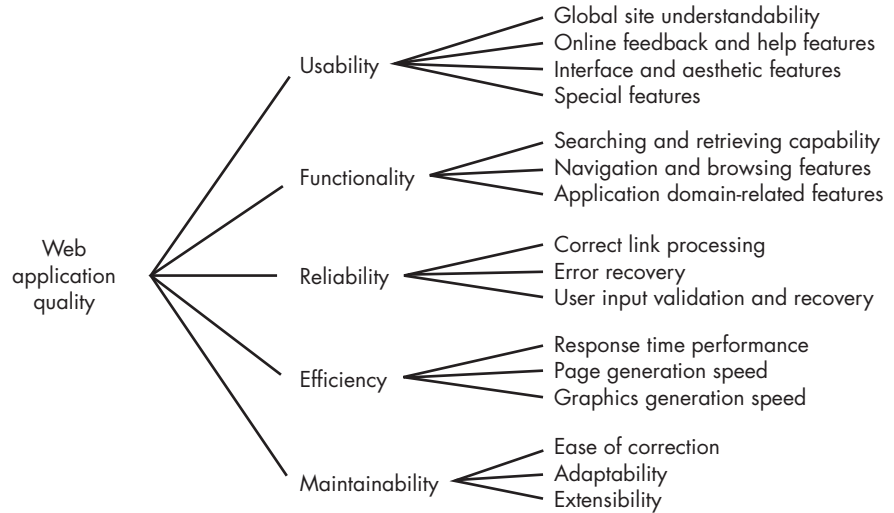 Web
application
quality
Usability
Global site understandability
Online feedback and help features
Interface and aesthetic features
Special features
Functionality
Searching and retrieving capability
Navigation and browsing features
Application domain-related features
Reliability
Correct link processing
Error recovery
User input validation and recovery
Efficiency
Response time performance
Page generation speed
Graphics generation speed
Maintainability
Ease of correction
Adaptability
Extensibility